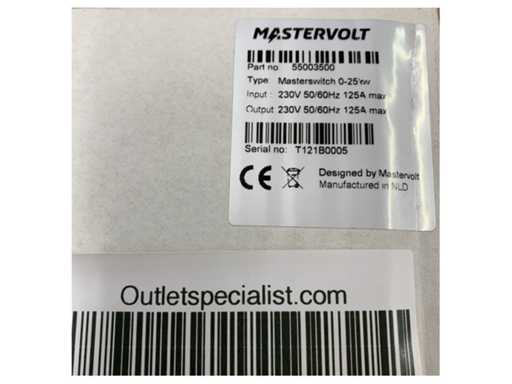 MASTERVOLT
Part no: 55003500
Type: Masterswitch 0-25kw
Input: 230V 50/60Hz 125A max
Output: 230V 50/60Hz 125A max
Serial no: T121B0005
CE
Designed by Mastervolt
Manufactured in NLD
Outletspecialist.com